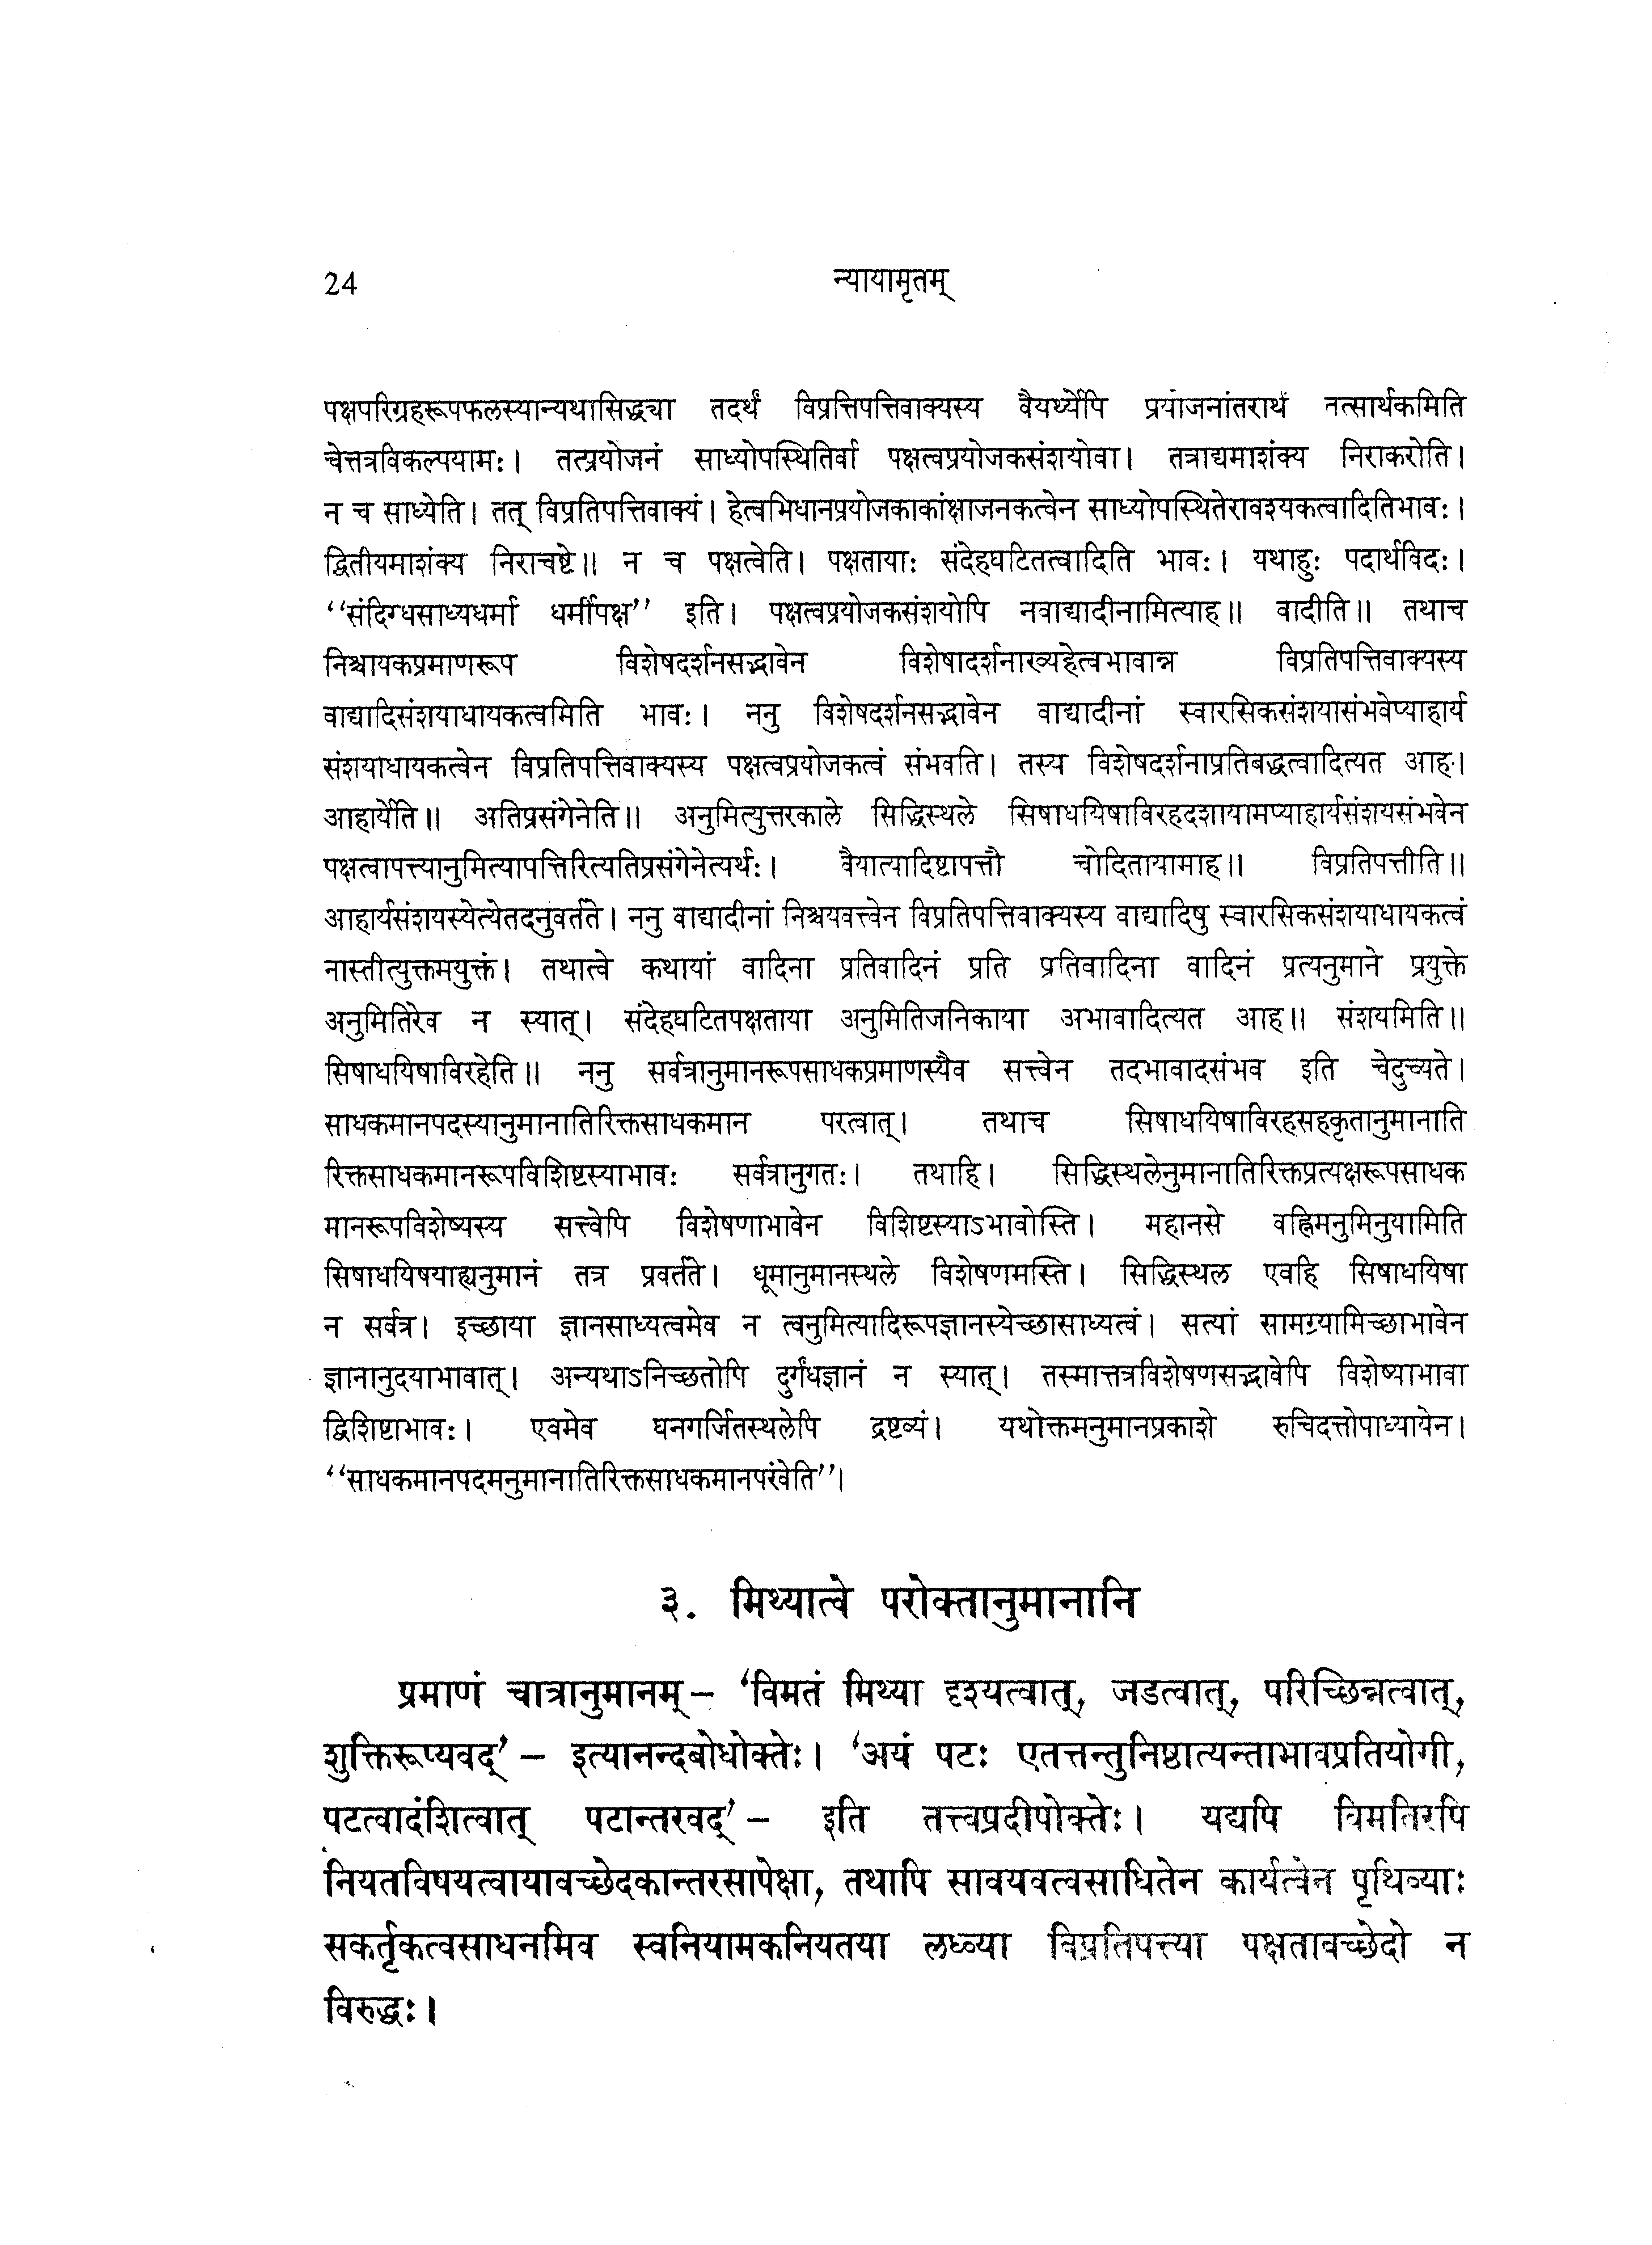 24
न्यायामृतम्
पक्षपरिग्रहरूपफलस्यान्यथासिद्ध्या तदर्थं विप्रत्तिपत्तिवाक्यस्य वैयर्थ्येपि प्रयोजनांतरार्थं तत्सार्थकमिति
चेत्तत्रविकल्पयामः। तत्प्रयोजनं साध्योपस्थितिर्वा पक्षत्वप्रयोजकसंशयोवा। तत्राद्यमाशंक्य निराकरोति।
न च साध्येति। तत् विप्रतिपत्तिवाक्यं। हेत्वभिधानप्रयोजकाकांक्षाजनकत्वेन साध्योपस्थितेरावश्यकत्वादितिभावः।
द्वितीयमाशंक्य निराचष्टे॥ न च पक्षत्वेति। पक्षतायाः संदेहघटितत्वादिति भावः। यथाहुः पदार्थविदः।
“संदिग्धसाध्यधर्मा धर्मीपक्ष” इति। पक्षत्वप्रयोजकसंशयोपि नवाद्यादीनामित्याह॥ वादीति॥ तथाच
निश्चायकप्रमाणरूप विशेषदर्शनसद्भावेन विशेषादर्शनाख्यहेत्वभावान्न विप्रतिपत्तिवाक्यस्य
वाद्यादिसंशयाधायकत्वमिति भावः। ननु विशेषदर्शनसद्भावेन वाद्यादीनां स्वारसिकसंशयासंभवेप्याहार्य
संशयाधायकत्वेन विप्रतिपत्तिवाक्यस्य पक्षत्वप्रयोजकत्वं संभवति। तस्य विशेषदर्शनाप्रतिबद्धत्वादित्यत आह।
आहार्येति॥ अतिप्रसंगेनेति॥ अनुमित्युत्तरकाले सिद्धिस्थले सिषाधयिषाविरहदशायामप्याहार्यसंशयसंभवेन
पक्षत्वापत्त्यानुमित्यापत्तिरित्यतिप्रसंगेनेत्यर्थः। वैयात्यादिष्टापत्तौ चोदितायामाह॥ विप्रतिपत्तीति॥
आहार्यसंशयस्येत्येतदनुवर्तते। ननु वाद्यादीनां निश्चयवत्त्वेन विप्रतिपत्तिवाक्यस्य वाद्यादिषु स्वारसिकसंशयाधायकत्वं
नास्तीत्युक्तमयुक्तं। तथात्वे कथायां वादिना प्रतिवादिनं प्रति प्रतिवादिना वादिनं प्रत्यनुमाने प्रयुक्ते
अनुमितिरेव न स्यात्। संदेहघटितपक्षताया अनुमितिजनिकाया अभावादित्यत आह॥ संशयमिति॥
सिषाधयिषाविरहेति॥ ननु सर्वत्रानुमानरूपसाधकप्रमाणस्यैव सत्त्वेन तदभावादसंभव इति चेदुच्यते।
साधकमानपदस्यानुमानातिरिक्तसाधकमान परत्वात्। तथाच सिषाधयिषाविरहसहकृतानुमानाति
रिक्तसाधकमानरूपविशिष्टस्याभावः सर्वत्रानुगतः। तथाहि। सिद्धिस्थलेनुमानातिरिक्तप्रत्यक्षरूपसाधक
मानरूपविशेष्यस्य सत्त्वेपि विशेषणाभावेन विशिष्टस्याऽभावोस्ति। महानसे वह्निमनुमिनुयामिति
सिषाधयिषयाह्यनुमानं तत्र प्रवर्तते। धूमानुमानस्थले विशेषणमस्ति। सिद्धिस्थल एवहि सिषाधयिषा
न सर्वत्र। इच्छाया ज्ञानसाध्यत्वमेव न त्वनुमित्यादिरूपज्ञानस्येच्छासाध्यत्वं। सत्यां सामग्र्यामिच्छाभावेन
ज्ञानानुदयाभावात्। अन्यथाऽनिच्छतोपि दुर्गंधज्ञानं न स्यात्। तस्मात्तत्रविशेषणसद्भावेपि विशेष्याभावा
द्विशिष्टाभावः। एवमेव घनगर्जितस्थलेपि द्रष्टव्यं। यथोक्तमनुमानप्रकाशे रुचिदत्तोपाध्यायेन।
“साधकमानपदमनुमानातिरिक्तसाधकमानपरंवेति”।
३. मिथ्यात्वे परोक्तानुमानानि
प्रमाणं चात्रानुमानम् – ‘विमतं मिथ्या दृश्यत्वात्, जडत्वात्, परिच्छिन्नत्वात्,
शुक्तिरूप्यवद्’ – इत्यानन्दबोधोक्तेः। ‘अयं पटः एतत्तन्तुनिष्ठात्यन्ताभावप्रतियोगी,
पटत्वादंशित्वात् पटान्तरवद्’ – इति तत्त्वप्रदीपोक्तेः। यद्यपि विमतिरपि
नियतविषयत्वायावच्छेदकान्तरसापेक्षा, तथापि सावयवत्वसाधितेन कार्यत्वेन पृथिव्याः
सकर्तृकत्वसाधनमिव स्वनियामकनियतया लध्व्या विप्रतिपत्त्या पक्षतावच्छेदो न
विरुद्धः।